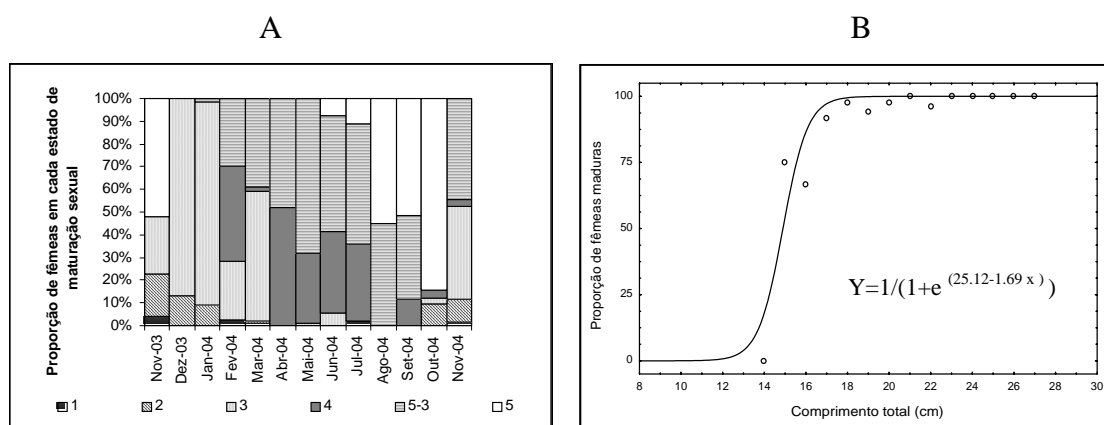 A
Proporção de fêmeas em cada estado de
maturação sexual
100%
90%
80%
70%
60%
50%
40%
30%
20%
10%
0%
Nov-03
Dez-03
Jan-04
Fev-04
Mar-04
Abr-04
Mai-04
Jun-04
Jul-04
Ago-04
Set-04
Out-04
Nov-04
1 2 3 4 5-3 5
B
Proporção de fêmeas maduras
100
75
50
25
0
Y=1/(1+e (25.12-1.69 x ))
8 10 12 14 16 18 20 22 24 26 28 30
Comprimento total (cm)